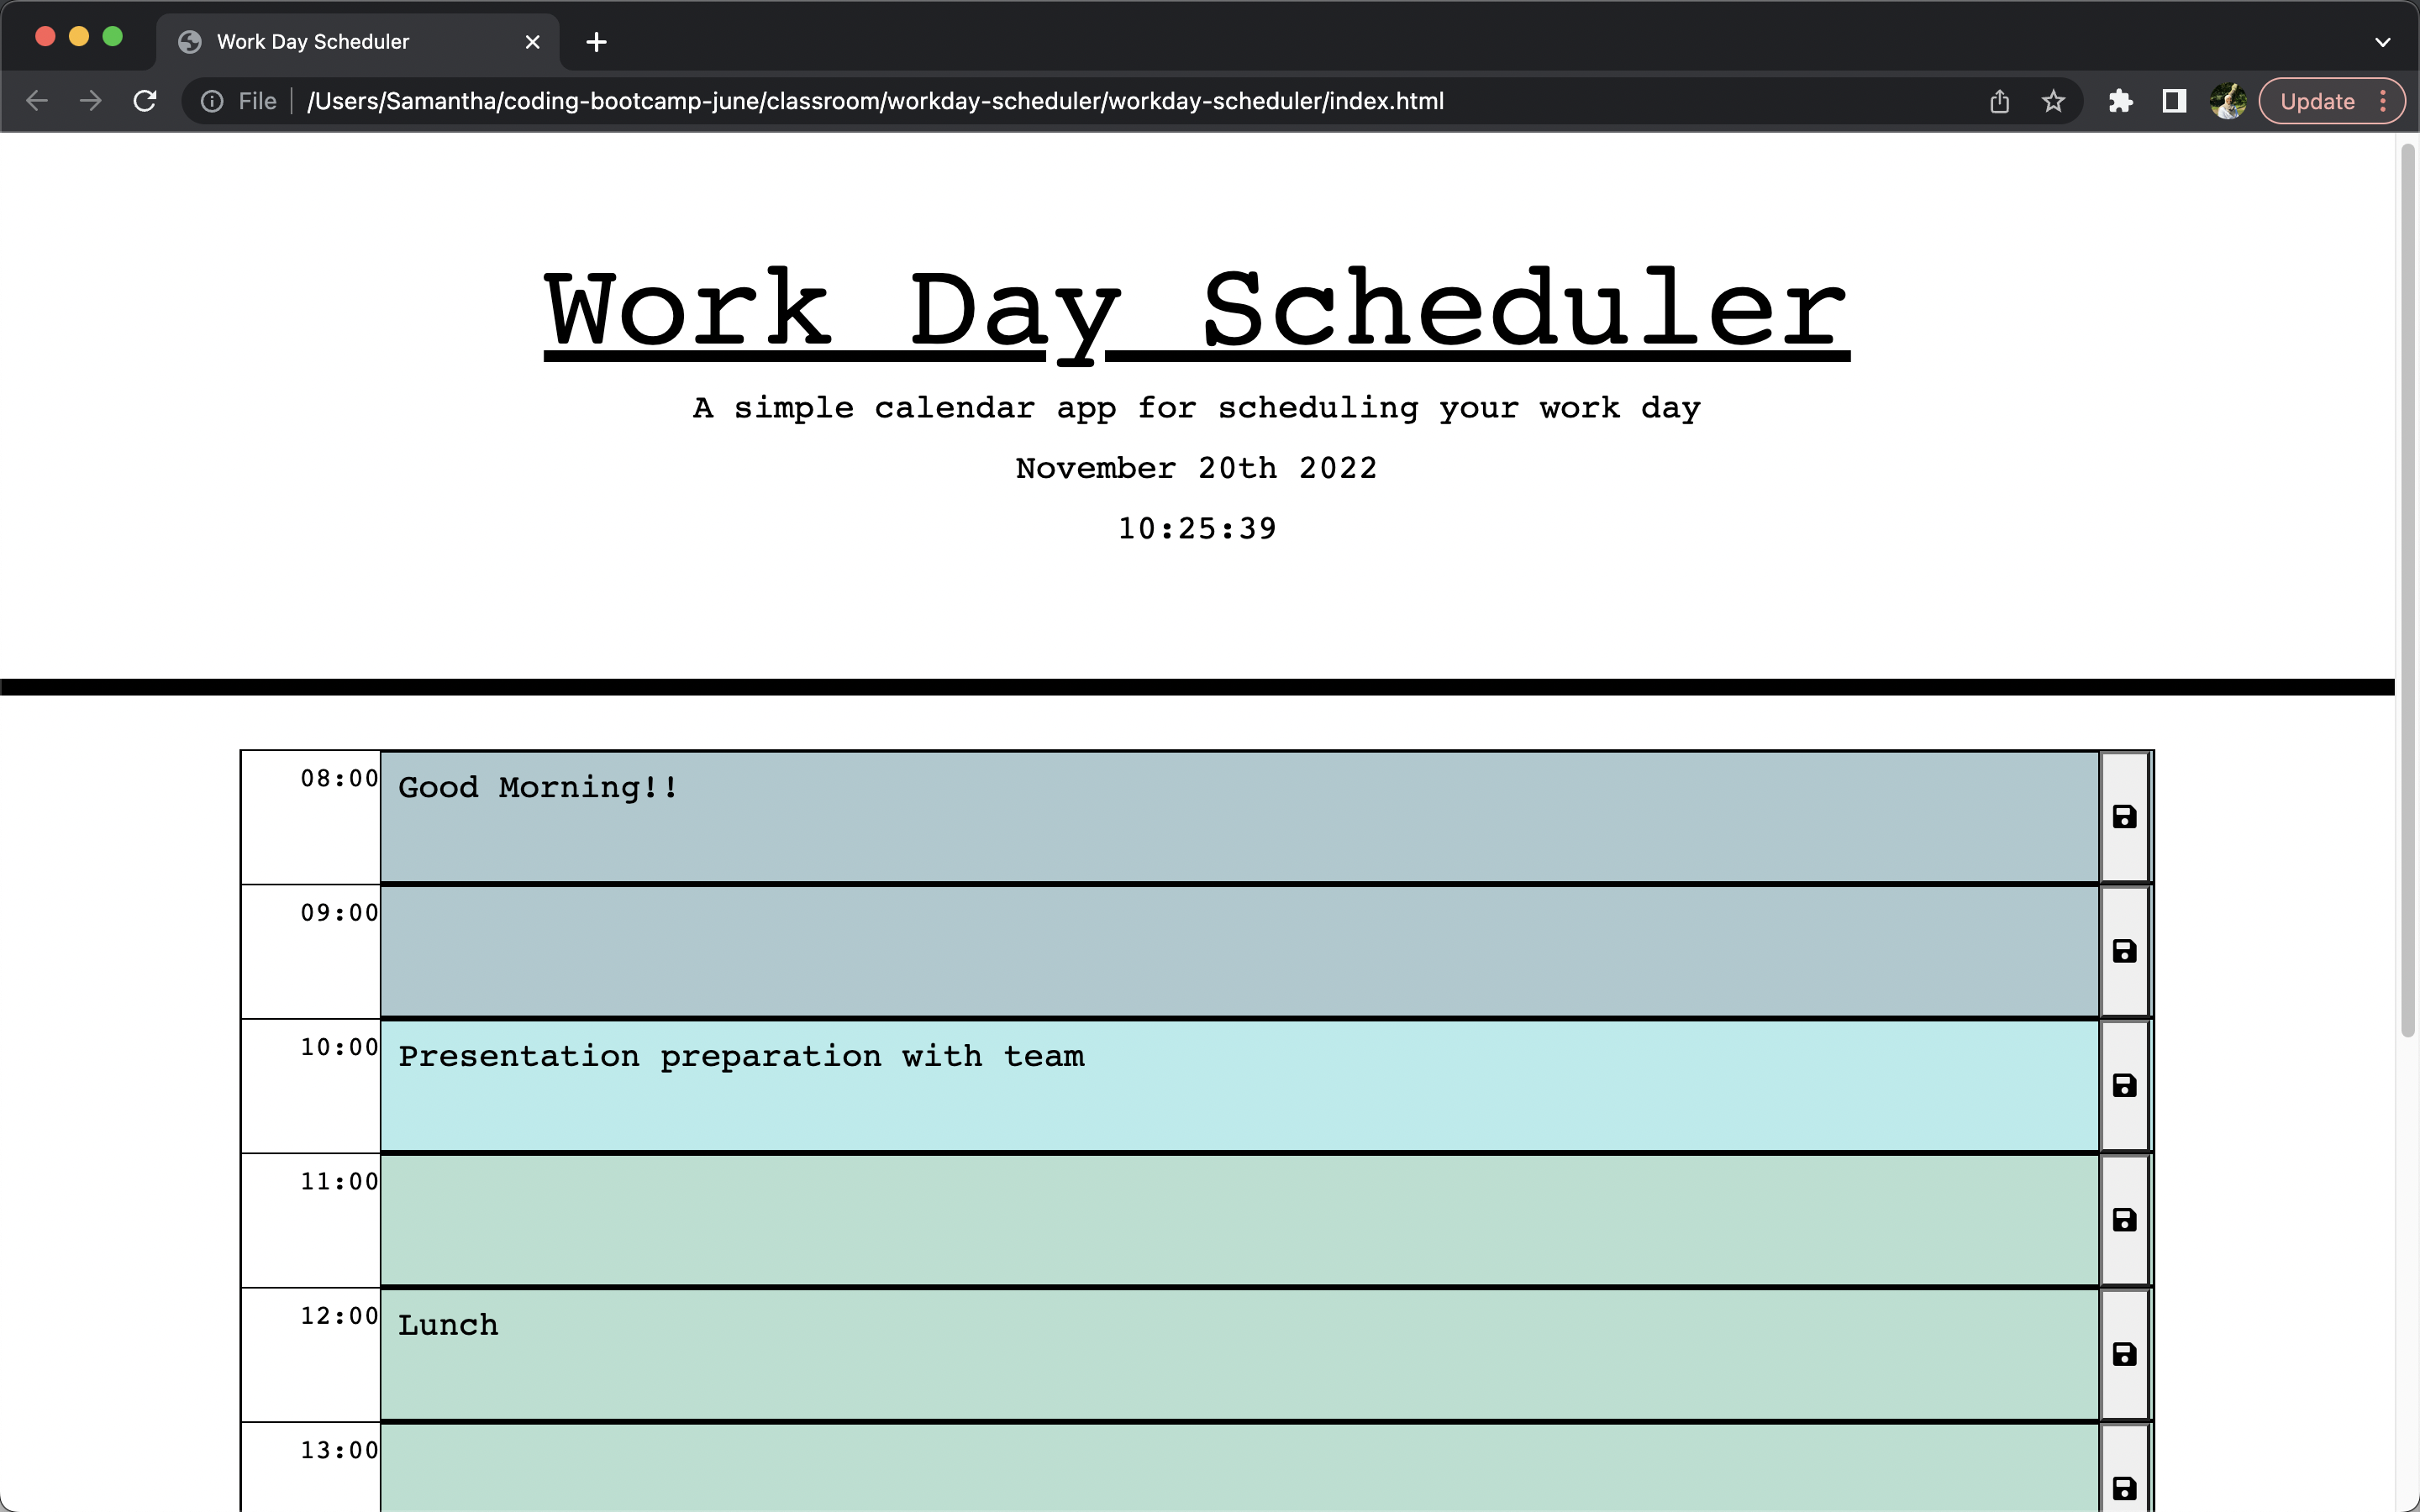 Work Day Scheduler
File /Users/Samantha/coding-bootcamp-june/classroom/workday-scheduler/workday-scheduler/index.html
Update
Work Day Scheduler
A simple calendar app for scheduling your work day
November 20th 2022
10:25:39
08:00 Good Morning!!
09:00
10:00 Presentation preparation with team
11:00
12:00 Lunch
13:00